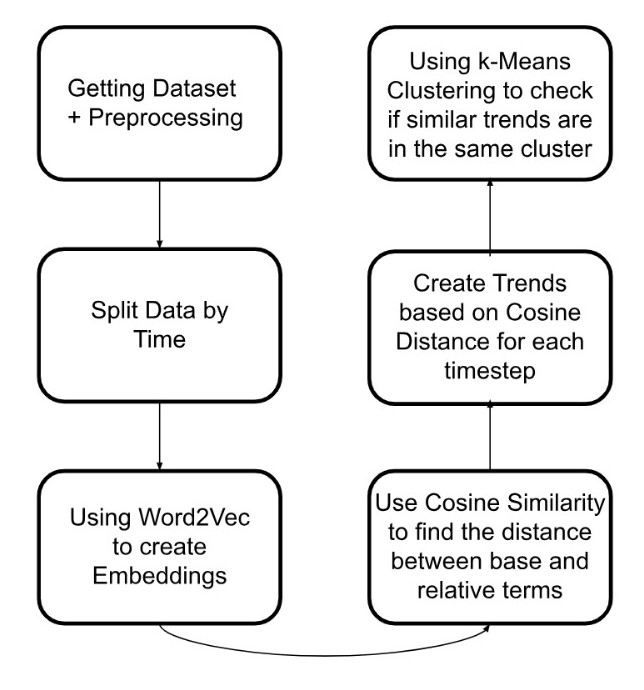 Getting Dataset
+ Preprocessing
Split Data by
Time
Using Word2Vec
to create
Embeddings
Use Cosine Similarity
to find the distance
between base and
relative terms
Create Trends
based on Cosine
Distance for each
timestep
Using k-Means
Clustering to check
if similar trends are
in the same cluster